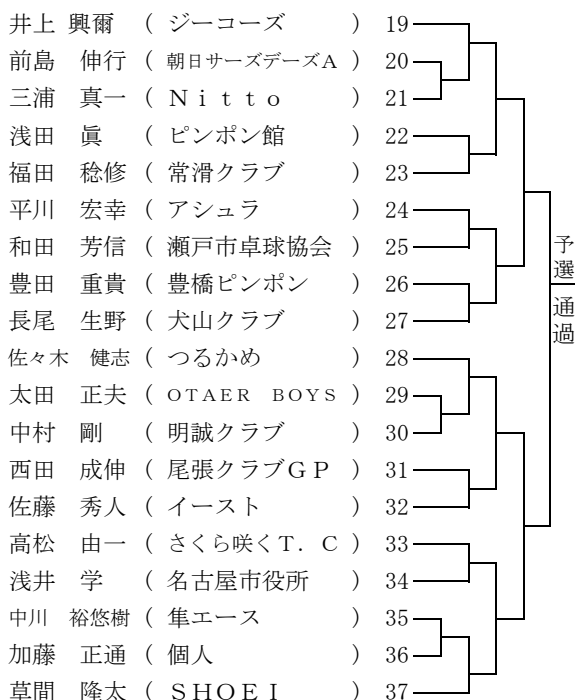 井上 興爾 ( ジーコーズ ) 19
前島 伸行 ( 朝日サーズデーズA ) 20
三浦 真一 ( Ｎｉｔｔｏ ) 21
浅田 眞 ( ピンポン館 ) 22
福田 稔修 ( 常滑クラブ ) 23
平川 宏幸 ( アシュラ ) 24
和田 芳信 ( 瀬戸市卓球協会 ) 25
豊田 重貴 ( 豊橋ピンポン ) 26
長尾 生野 ( 犬山クラブ ) 27
佐々木 健志 ( つるかめ ) 28
太田 正夫 ( ＯＴＡＥＲ ＢＯＹＳ ) 29
中村 剛 ( 明誠クラブ ) 30
西田 成伸 ( 尾張クラブＧＰ ) 31
佐藤 秀人 ( イースト ) 32
高松 由一 ( さくら咲くＴ．Ｃ ) 33
浅井 学 ( 名古屋市役所 ) 34
中川 裕悠樹 ( 隼エース ) 35
加藤 正通 ( 個人 ) 36
草間 隆太 ( ＳＨＯＥＩ ) 37
予選通過